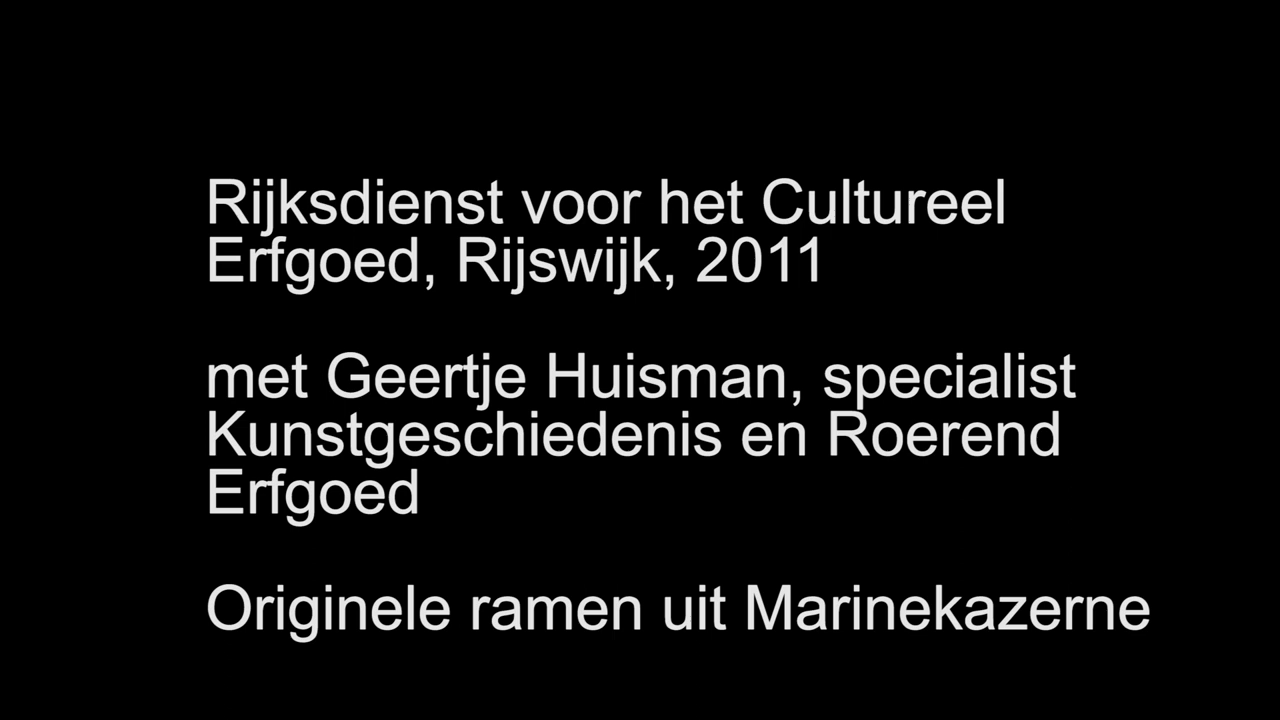 Rijksdienst voor het Cultureel
Erfgoed, Rijswijk, 2011
met Geertje Huisman, specialist
Kunstgeschiedenis en Roerend
Erfgoed
Originele ramen uit Marinekazerne